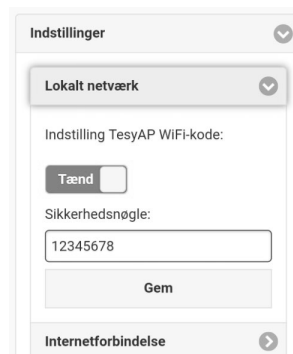 Indstillinger
Lokalt netværk
Indstilling TesyAP WiFi-kode:
Tænd
Sikkerhedsnøgle:
12345678
Gem
Internetforbindelse